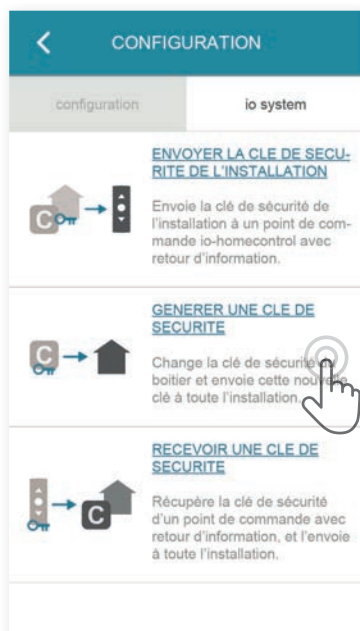 CONFIGURATION
configuration
io system
ENVOYER LA CLE DE SECU-
RITE DE L'INSTALLATION
Envoie la clé de sécurité de
l'installation à un point de com-
mande io-homecontrol avec
retour d'information.
C
GENERER UNE CLE DE
SECURITE
Change la clé de sécurité
boitier et envoie cette nouvelle
clé à toute l'installation.
C
RECEVOIR UNE CLE DE
SECURITE
Récupère la clé de sécurité
d'un point de commande avec
retour d'information, et l'envoie
à toute l'installation.
C